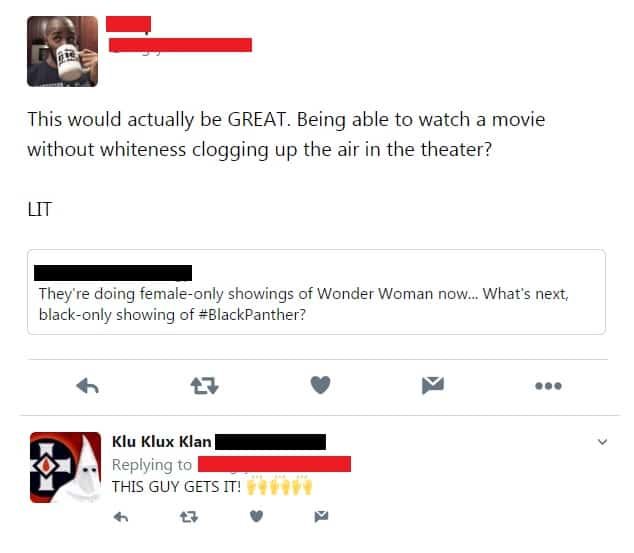 This would actually be GREAT. Being able to watch a movie
without whiteness clogging up the air in the theater?
LIT
They're doing female-only showings of Wonder Woman now... What's next,
black-only showing of #BlackPanther?
Klu Klux Klan
Replying to
THIS GUY GETS IT! 🙌🙌🙌